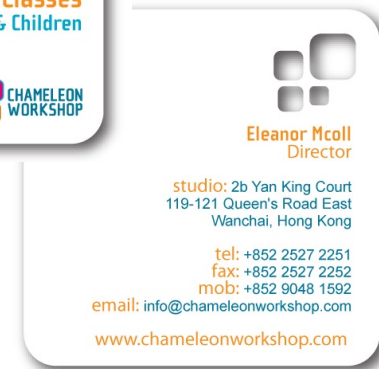 Classes
& Children
CHAMELEON
WORKSHOP
Eleanor Mcoll
Director
studio: 2b Yan King Court
119-121 Queen's Road East
Wanchai, Hong Kong
tel: +852 2527 2251
fax: +852 2527 2252
mob: +852 9048 1592
email: info@chameleonworkshop.com
www.chameleonworkshop.com